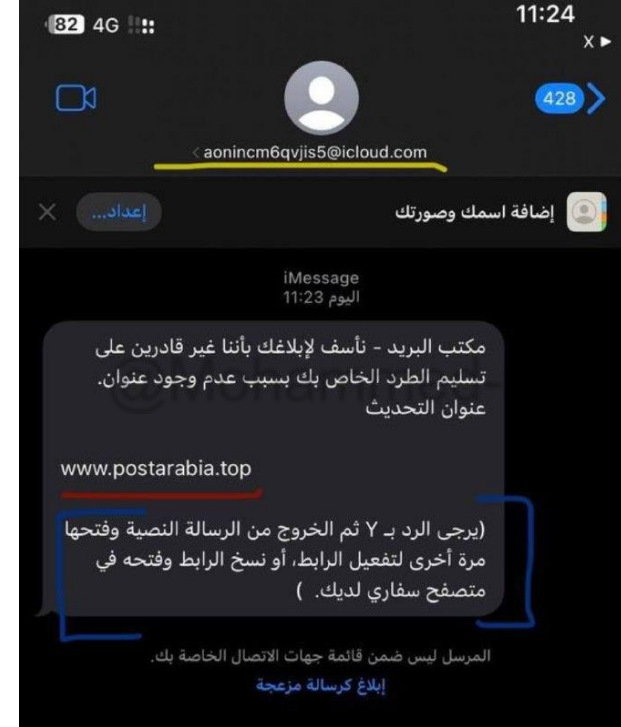 82 4G 11:24
X
428
aonincm6qvjis5@icloud.com
إضافة اسمك وصورتك
إعداد...
iMessage
اليوم 11:23
مكتب البريد - نأسف لإبلاغك بأننا غير قادرين على
تسليم الطرد الخاص بك بسبب عدم وجود عنوان.
عنوان التحديث
www.postarabia.top
(يرجى الرد بـ Y ثم الخروج من الرسالة النصية وفتحها
مرة أخرى لتفعيل الرابط، أو نسخ الرابط وفتحه في
متصفح سفاري لديك. )
المرسل ليس ضمن قائمة جهات الاتصال الخاصة بك.
إبلاغ كرسالة مزعجة